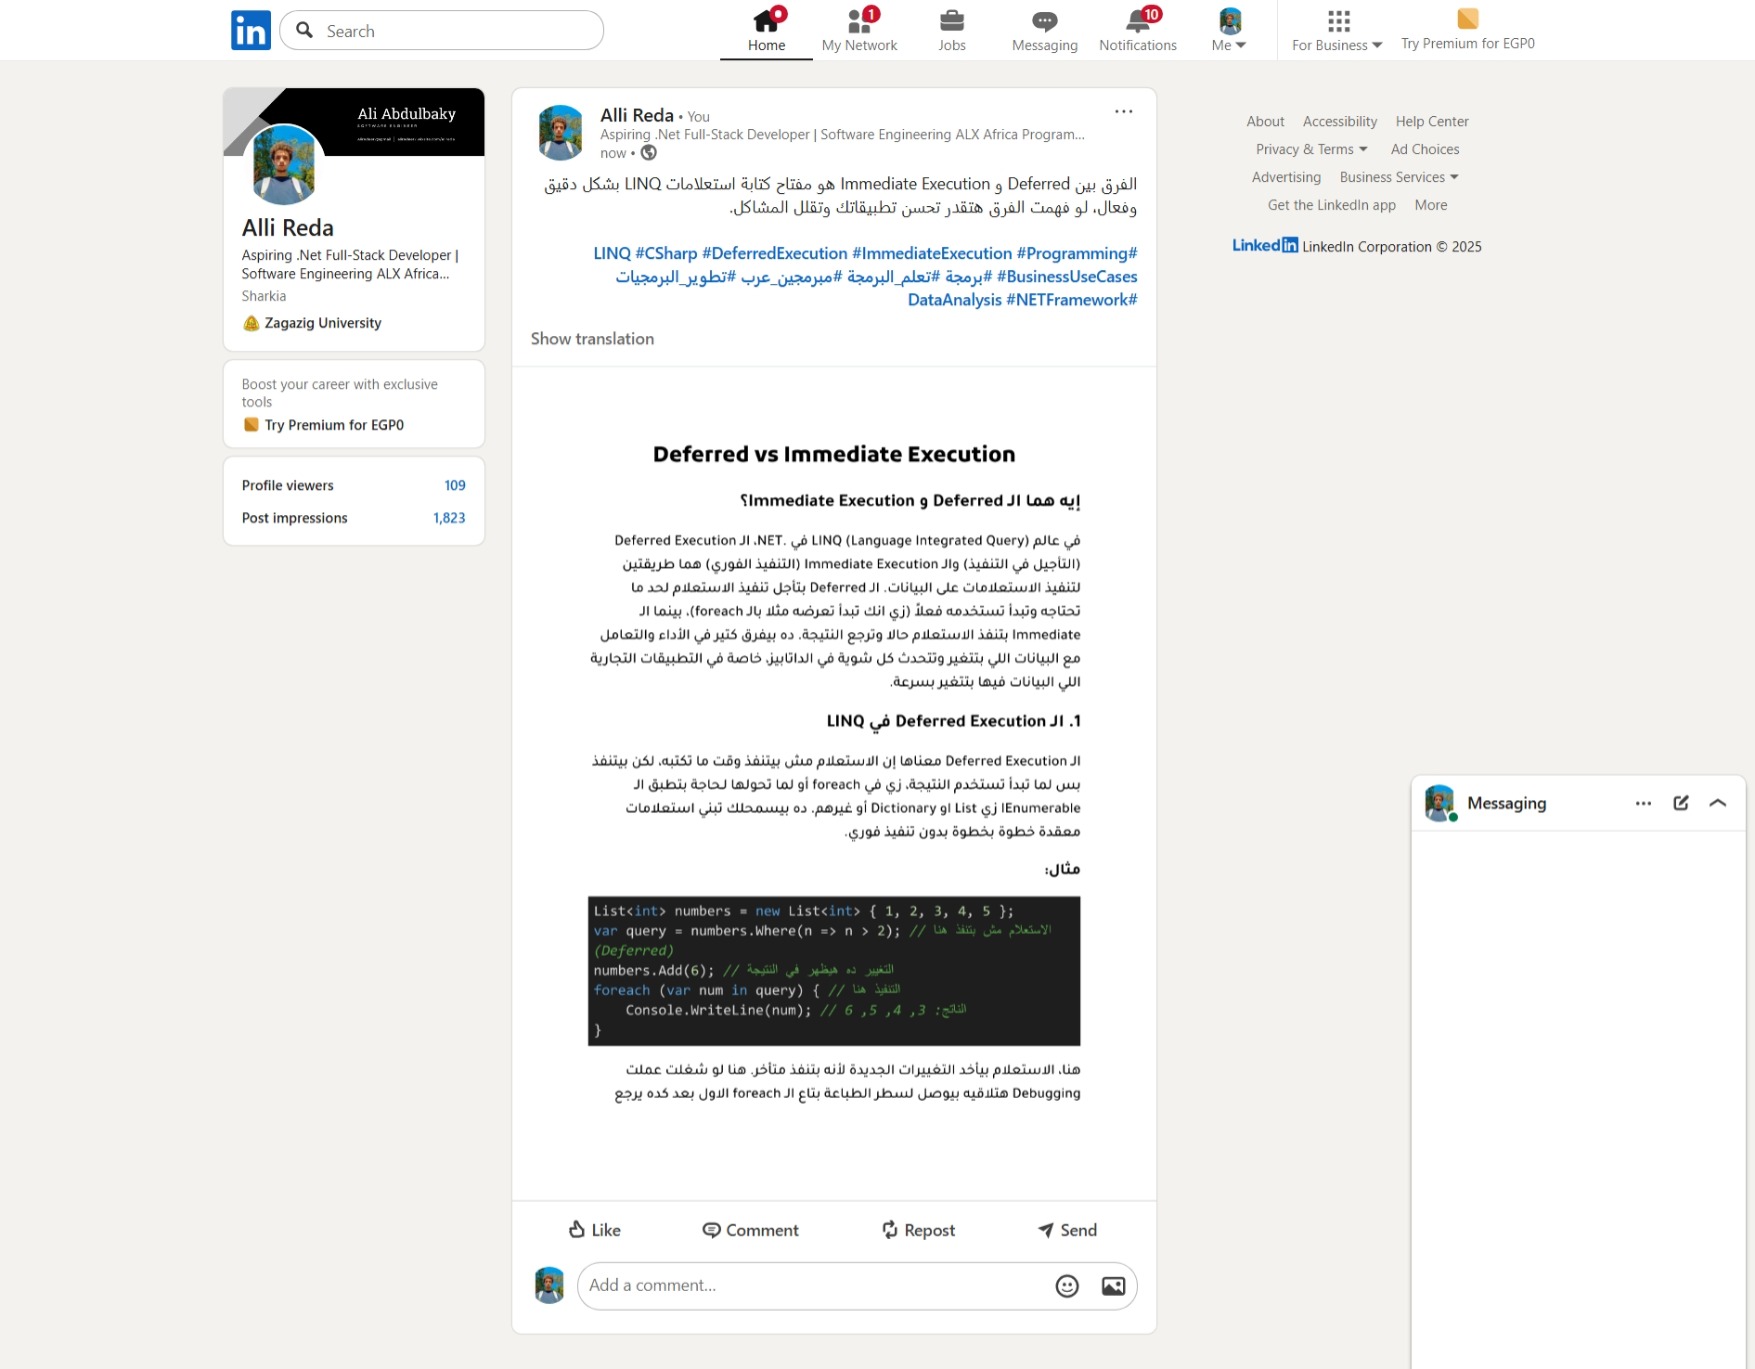 in
Search
Home
1
My Network
Jobs
Messaging
10
Notifications
Me
For Business
Try Premium for EGP0
Ali Abdulbaky
SOFTWARE ENGINEER
Alli Reda
Aspiring .Net Full-Stack Developer |
Software Engineering ALX Africa...
Sharkia
Zagazig University
Boost your career with exclusive
tools
Try Premium for EGP0
Profile viewers 109
Post impressions 1,823
Alli Reda • You
Aspiring .Net Full-Stack Developer | Software Engineering ALX Africa Program...
now •
الفرق بين Deferred و Immediate Execution هو مفتاح كتابة استعلامات LINQ بشكل دقيق
وفعال، لو فهمت الفرق هتقدر تحسن تطبيقاتك وتقلل المشاكل.
#LINQ #CSharp #DeferredExecution #ImmediateExecution #Programming
#BusinessUseCases #برمجة #تعلم_البرمجة #مبرمجين_عرب #تطوير_البرمجيات
#DataAnalysis #NETFramework
Show translation
Deferred vs Immediate Execution
إيه هما الـ Deferred و Immediate Execution؟
في عالم LINQ (Language Integrated Query) في .NET، الـ Deferred Execution
(التأجيل في التنفيذ) والـ Immediate Execution (التنفيذ الفوري) هما طريقتين
لتنفيذ الاستعلامات على البيانات. الـ Deferred بتأجل تنفيذ الاستعلام لحد ما
تحتاجه وتبدأ تستخدمه فعلاً (زي انك تبدأ تعرضه مثلا بالـ foreach)، بينما الـ
Immediate بتنفذ الاستعلام حالا وترجع النتيجة. ده بيفرق كتير في الأداء والتعامل
مع البيانات اللي بتتغير وتتحدث كل شوية في الداتابيز، خاصة في التطبيقات التجارية
اللي البيانات فيها بتتغير بسرعة.
1. الـ Deferred Execution في LINQ
الـ Deferred Execution معناها إن الاستعلام مش بيتنفذ وقت ما تكتبه، لكن بيتنفذ
بس لما تبدأ تستخدم النتيجة، زي في foreach أو لما تحولها لحاجة بتطبق الـ
IEnumerable زي List او Dictionary أو غيرهم. ده بيسمحلك تبني استعلامات
معقدة خطوة بخطوة بدون تنفيذ فوري.
مثال:
List<int> numbers = new List<int> { 1, 2, 3, 4, 5 };
var query = numbers.Where(n => n > 2); // الاستعلام مش بتنفذ هنا
(Deferred)
numbers.Add(6); // التغيير ده هيظهر في النتيجة
foreach (var num in query) { // التنفيذ هنا
Console.WriteLine(num); // الناتج: 3, 4, 5, 6
}
هنا، الاستعلام بيأخد التغييرات الجديدة لأنه بتنفذ متأخر. هنا لو شغلت عملت
Debugging هتلاقيه بيوصل لسطر الطباعة بتاع الـ foreach الاول بعد كده يرجع
Like
Comment
Repost
Send
Add a comment...
About Accessibility Help Center
Privacy & Terms Ad Choices
Advertising Business Services
Get the LinkedIn app More
LinkedIn LinkedIn Corporation © 2025
Messaging